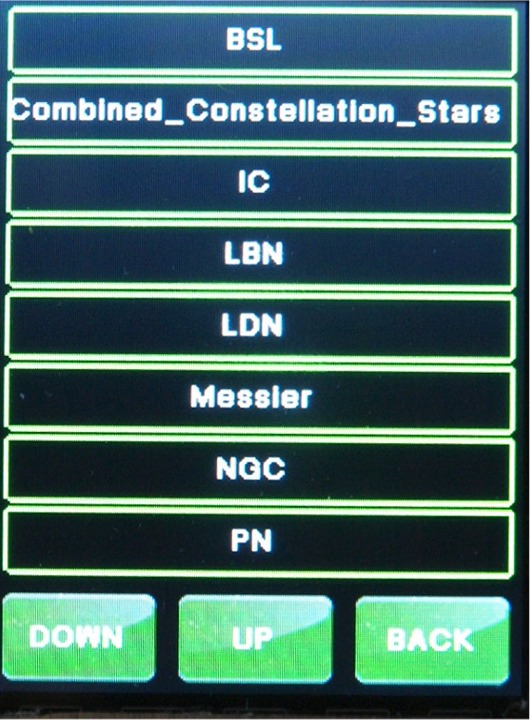 BSL
Combined_Constellation_Stars
IC
LBN
LDN
Messier
NGC
PN
DOWN UP BACK